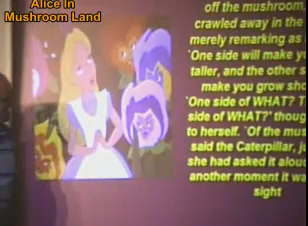 Alice In
Mushroom Land
off the mushroom
crawled away in the
merely remarking as
'One side will make yo
taller, and the other s
make you grow sho
'One side of WHAT? T
side of WHAT?' thoug
to herself. 'Of the mus
said the Caterpillar, ju
she had asked it alou
another moment it wa
sight